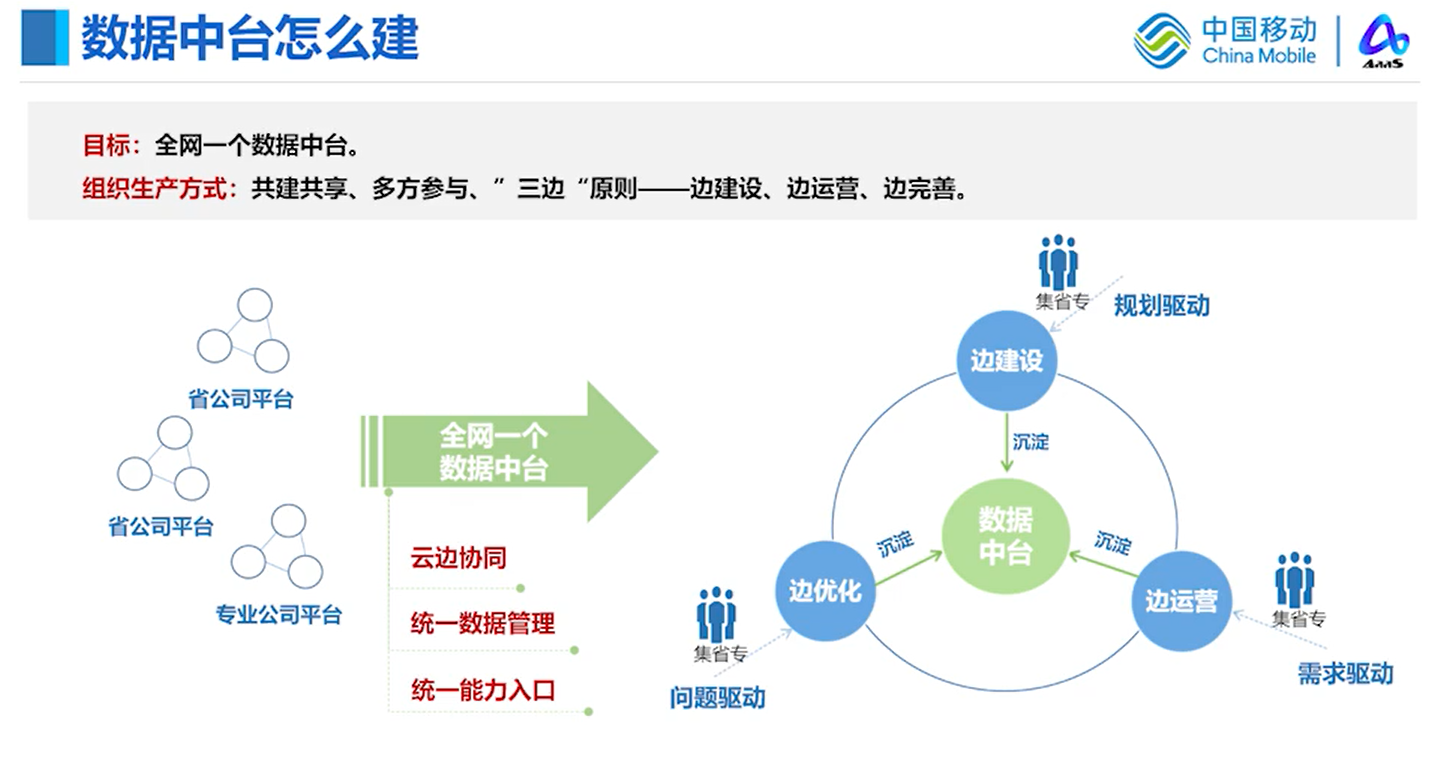 数据中台怎么建
中国移动
China Mobile
AaaS
目标：全网一个数据中台。
组织生产方式：共建共享、多方参与、”三边“原则——边建设、边运营、边完善。
省公司平台
省公司平台
专业公司平台
全网一个
数据中台
云边协同
统一数据管理
统一能力入口
集省专
规划驱动
边建设
沉淀
数据
中台
沉淀
沉淀
边优化
边运营
集省专
问题驱动
集省专
需求驱动